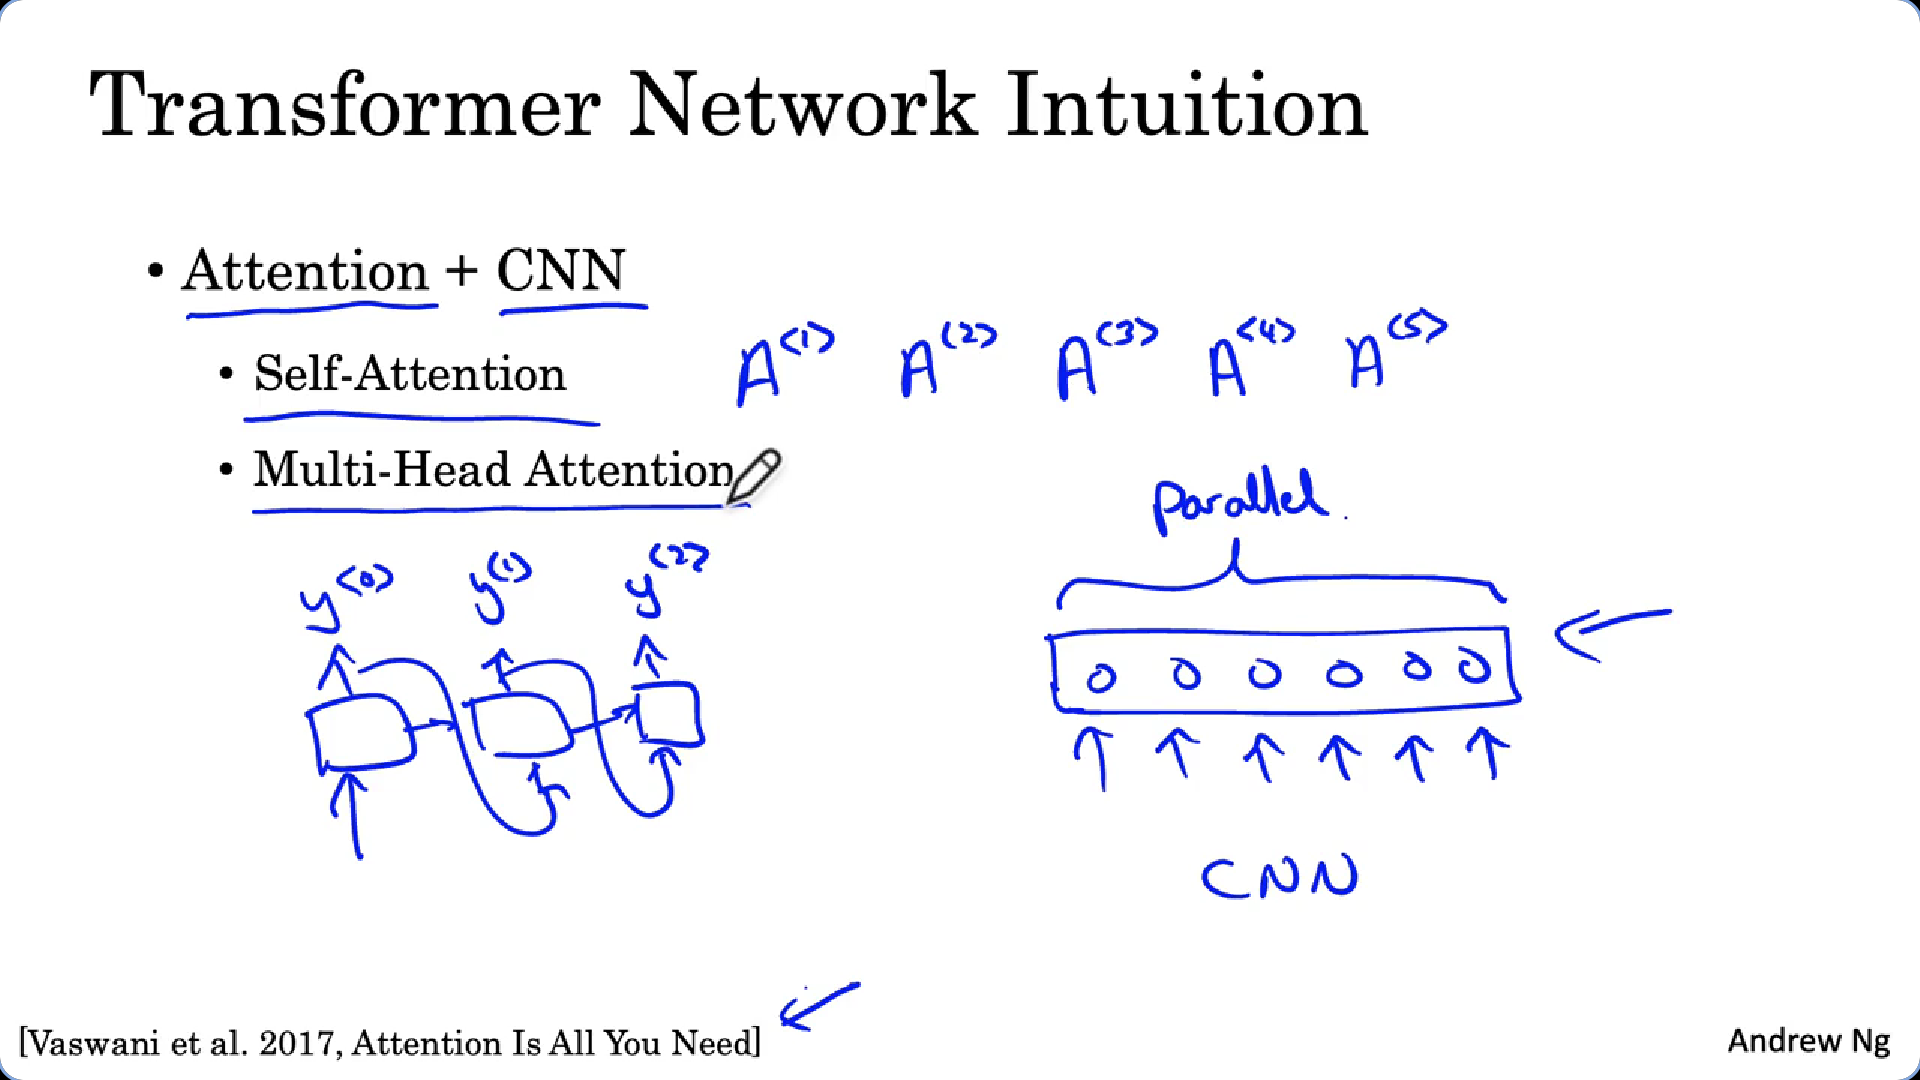 Transformer Network Intuition
• Attention + CNN
• Self-Attention
• Multi-Head Attention
A<1> A<2> A<3> A<4> A<5>
Parallel
y<0> y<1> y<2>
CNN
[Vaswani et al. 2017, Attention Is All You Need]
Andrew Ng